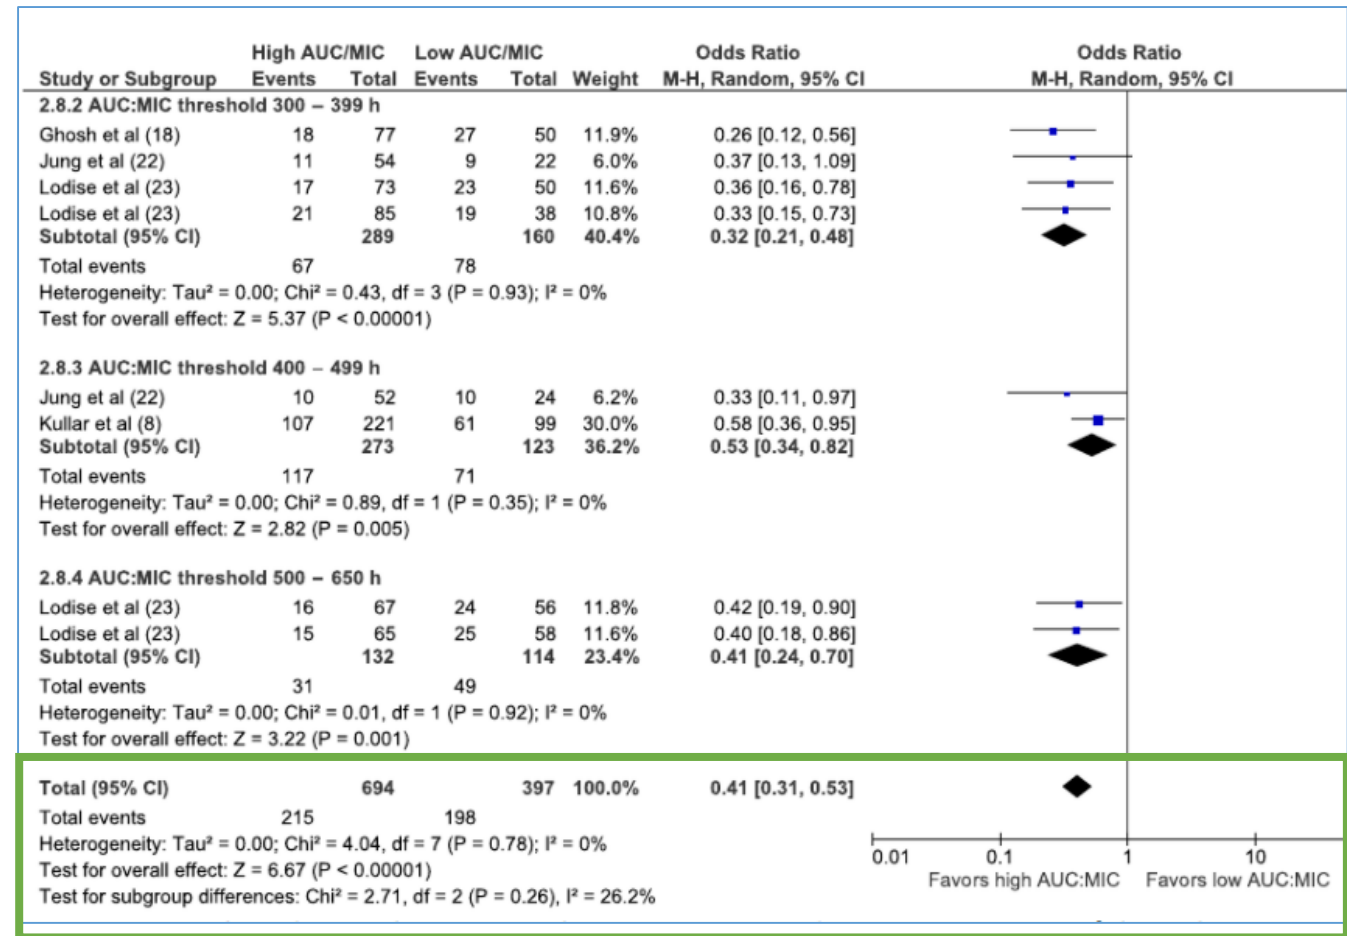 High AUC/MIC Low AUC/MIC Odds Ratio Odds Ratio
Study or Subgroup Events Total Events Total Weight M-H, Random, 95% CI M-H, Random, 95% CI
2.8.2 AUC:MIC threshold 300 – 399 h
Ghosh et al (18) 18 77 27 50 11.9% 0.26 [0.12, 0.56]
Jung et al (22) 11 54 9 22 6.0% 0.37 [0.13, 1.09]
Lodise et al (23) 17 73 23 50 11.6% 0.36 [0.16, 0.78]
Lodise et al (23) 21 85 19 38 10.8% 0.33 [0.15, 0.73]
Subtotal (95% CI) 289 160 40.4% 0.32 [0.21, 0.48]
Total events 67 78
Heterogeneity: Tau² = 0.00; Chi² = 0.43, df = 3 (P = 0.93); I² = 0%
Test for overall effect: Z = 5.37 (P < 0.00001)
2.8.3 AUC:MIC threshold 400 – 499 h
Jung et al (22) 10 52 10 24 6.2% 0.33 [0.11, 0.97]
Kullar et al (8) 107 221 61 99 30.0% 0.58 [0.36, 0.95]
Subtotal (95% CI) 273 123 36.2% 0.53 [0.34, 0.82]
Total events 117 71
Heterogeneity: Tau² = 0.00; Chi² = 0.89, df = 1 (P = 0.35); I² = 0%
Test for overall effect: Z = 2.82 (P = 0.005)
2.8.4 AUC:MIC threshold 500 – 650 h
Lodise et al (23) 16 67 24 56 11.8% 0.42 [0.19, 0.90]
Lodise et al (23) 15 65 25 58 11.6% 0.40 [0.18, 0.86]
Subtotal (95% CI) 132 114 23.4% 0.41 [0.24, 0.70]
Total events 31 49
Heterogeneity: Tau² = 0.00; Chi² = 0.01, df = 1 (P = 0.92); I² = 0%
Test for overall effect: Z = 3.22 (P = 0.001)
Total (95% CI) 694 397 100.0% 0.41 [0.31, 0.53]
Total events 215 198
Heterogeneity: Tau² = 0.00; Chi² = 4.04, df = 7 (P = 0.78); I² = 0%
Test for overall effect: Z = 6.67 (P < 0.00001)
Test for subgroup differences: Chi² = 2.71, df = 2 (P = 0.26), I² = 26.2%
0.01 0.1 1 10
Favors high AUC:MIC Favors low AUC:MIC